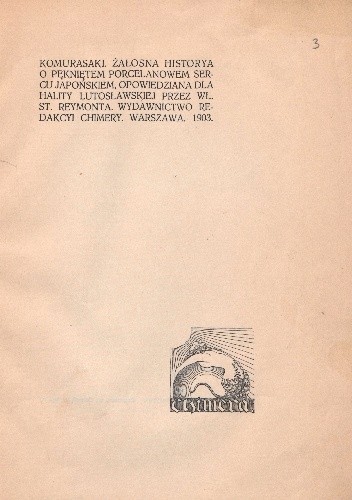 3
KOMURASAKI. ŻAŁOSNA HISTORYA
O PĘKNIĘTEM PORCELANOWEM SER-
CU JAPOŃSKIEM, OPOWIEDZIANA DLA
HALITY LUTOSŁAWSKIEJ PRZEZ WŁ.
ST. REYMONTA. WYDAWNICTWO RE-
DAKCYI CHIMERY. WARSZAWA. 1903.
chimera